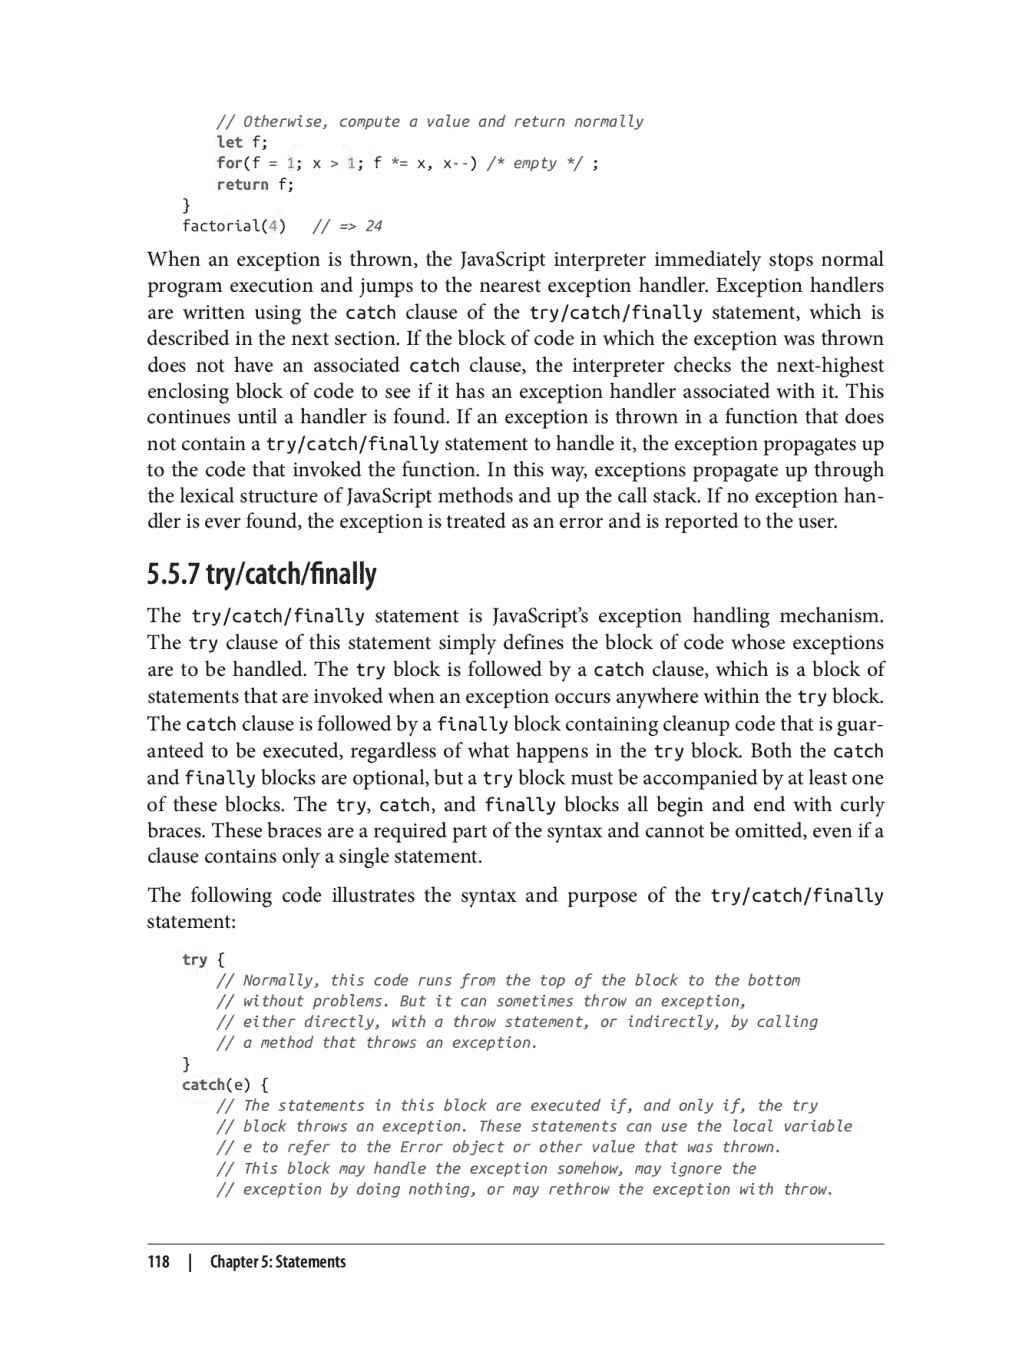 // Otherwise, compute a value and return normally
let f;
for(f = 1; x > 1; f *= x, x--) /* empty */ ;
return f;
}
factorial(4)   // => 24
When an exception is thrown, the JavaScript interpreter immediately stops normal
program execution and jumps to the nearest exception handler. Exception handlers
are written using the catch clause of the try/catch/finally statement, which is
described in the next section. If the block of code in which the exception was thrown
does not have an associated catch clause, the interpreter checks the next-highest
enclosing block of code to see if it has an exception handler associated with it. This
continues until a handler is found. If an exception is thrown in a function that does
not contain a try/catch/finally statement to handle it, the exception propagates up
to the code that invoked the function. In this way, exceptions propagate up through
the lexical structure of JavaScript methods and up the call stack. If no exception han-
dler is ever found, the exception is treated as an error and is reported to the user.
5.5.7 try/catch/finally
The try/catch/finally statement is JavaScript’s exception handling mechanism.
The try clause of this statement simply defines the block of code whose exceptions
are to be handled. The try block is followed by a catch clause, which is a block of
statements that are invoked when an exception occurs anywhere within the try block.
The catch clause is followed by a finally block containing cleanup code that is guar-
anteed to be executed, regardless of what happens in the try block. Both the catch
and finally blocks are optional, but a try block must be accompanied by at least one
of these blocks. The try, catch, and finally blocks all begin and end with curly
braces. These braces are a required part of the syntax and cannot be omitted, even if a
clause contains only a single statement.
The following code illustrates the syntax and purpose of the try/catch/finally
statement:
try {
// Normally, this code runs from the top of the block to the bottom
// without problems. But it can sometimes throw an exception,
// either directly, with a throw statement, or indirectly, by calling
// a method that throws an exception.
}
catch(e) {
// The statements in this block are executed if, and only if, the try
// block throws an exception. These statements can use the local variable
// e to refer to the Error object or other value that was thrown.
// This block may handle the exception somehow, may ignore the
// exception by doing nothing, or may rethrow the exception with throw.
118 | Chapter 5: Statements